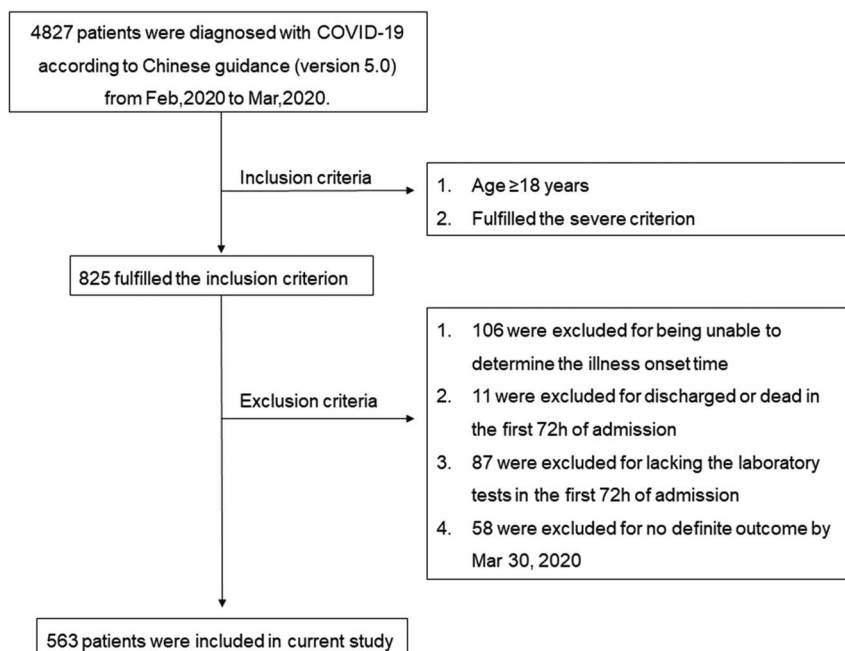 4827 patients were diagnosed with COVID-19
according to Chinese guidance (version 5.0)
from Feb,2020 to Mar,2020.
Inclusion criteria
1. Age ≥18 years
2. Fulfilled the severe criterion
825 fulfilled the inclusion criterion
Exclusion criteria
1. 106 were excluded for being unable to
determine the illness onset time
2. 11 were excluded for discharged or dead in
the first 72h of admission
3. 87 were excluded for lacking the laboratory
tests in the first 72h of admission
4. 58 were excluded for no definite outcome by
Mar 30, 2020
563 patients were included in current study